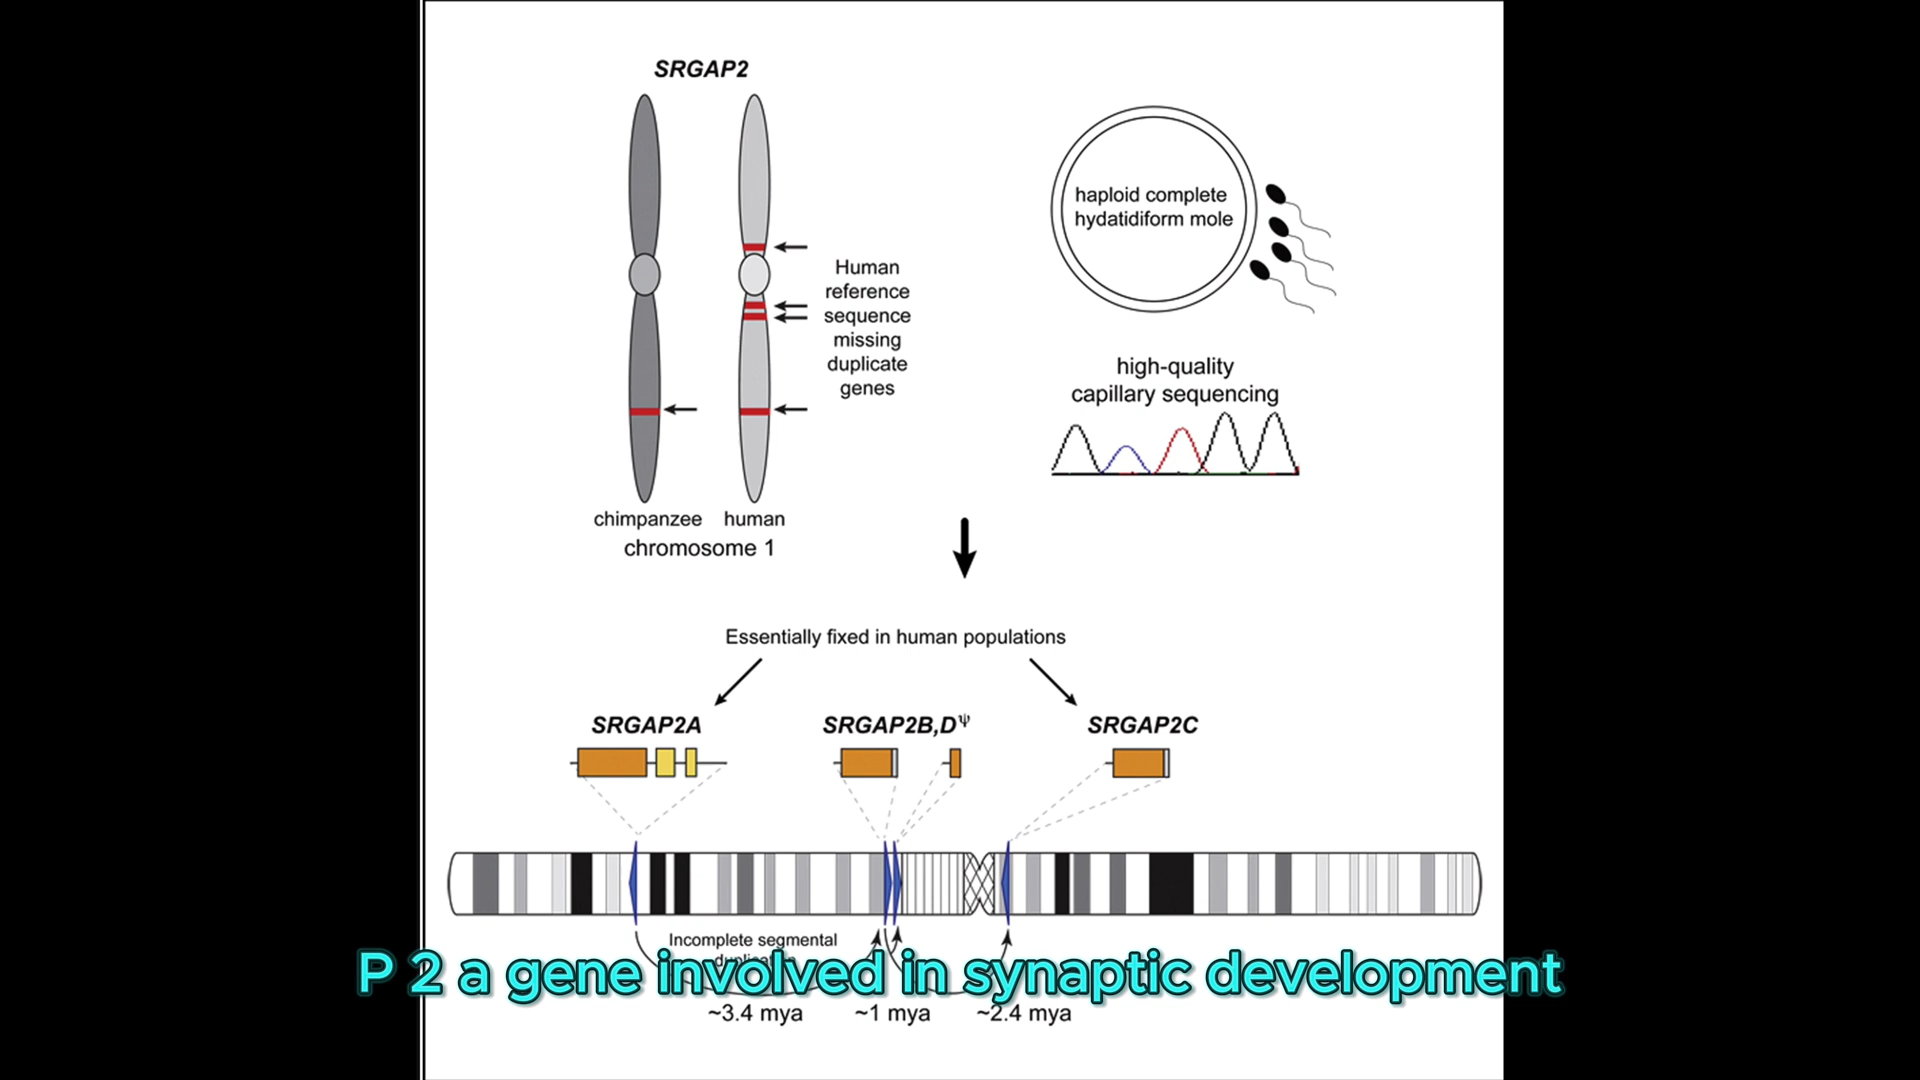 SRGAP2
haploid complete
hydatidiform mole
Human
reference
sequence
missing
duplicate
genes
high-quality
capillary sequencing
chimpanzee human
chromosome 1
Essentially fixed in human populations
SRGAP2A
SRGAP2B,Dψ
SRGAP2C
Incomplete segmental
P 2 a gene involved in synaptic development
~3.4 mya
~1 mya
~2.4 mya